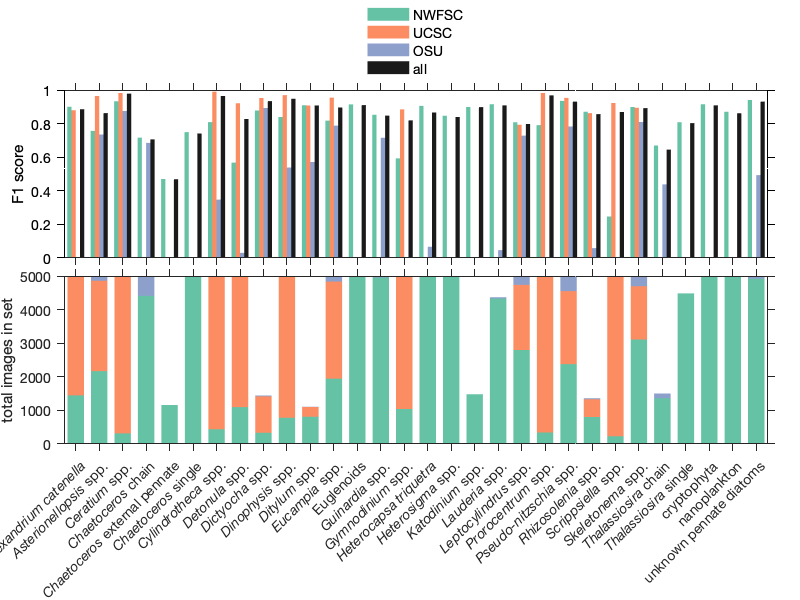 NWFSC
UCSC
OSU
all
F1 score
1
0.8
0.6
0.4
0.2
0
total images in set
5000
4000
3000
2000
1000
0
exandrium catenella
Asterionellopsis spp.
Ceratium spp.
Chaetoceros chain
Chaetoceros external pennate
Chaetoceros single
Cylindrotheca spp.
Detonula spp.
Dictyocha spp.
Dinophysis spp.
Ditylum spp.
Eucampia spp.
Euglenoids
Guinardia spp.
Gymnodinium spp.
Heterocapsa triquetra
Heterosigma spp.
Katodinium spp.
Lauderia spp.
Leptocylindrus spp.
Prorocentrum spp.
Pseudo-nitzschia spp.
Rhizosolenia spp.
Scrippsiella spp.
Skeletonema spp.
Thalassiosira chain
Thalassiosira single
cryptophyta
nanoplankton
unknown pennate diatoms